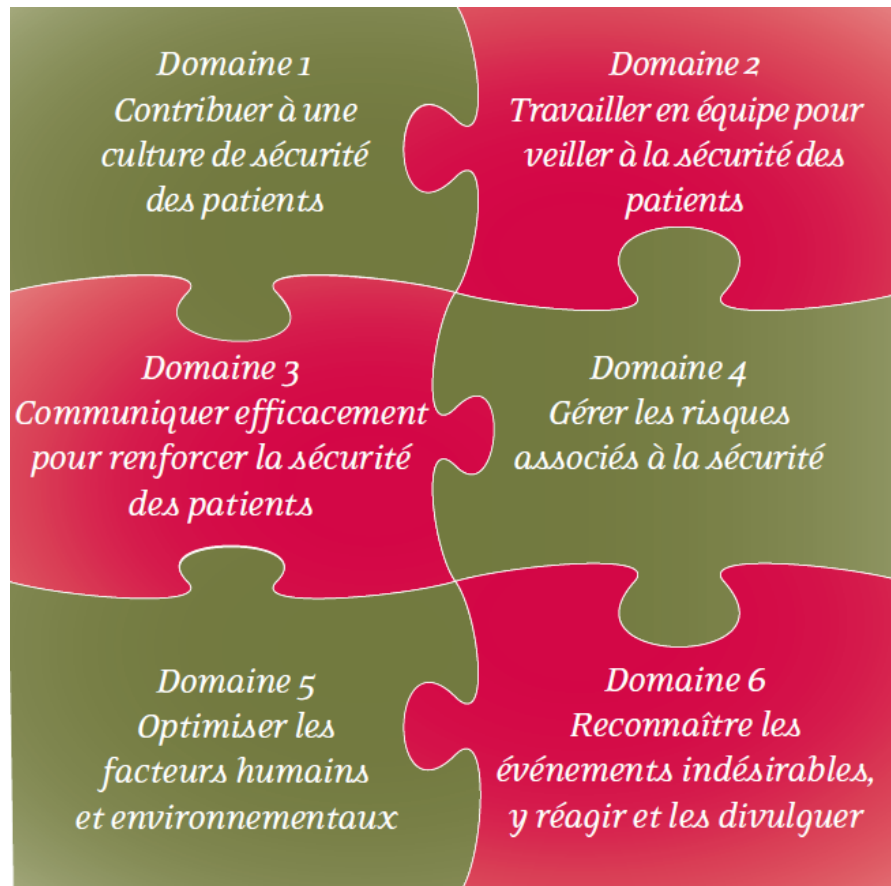 Domaine 1
Contribuer à une
culture de sécurité
des patients
Domaine 2
Travailler en équipe pour
veiller à la sécurité des
patients
Domaine 3
Communiquer efficacement
pour renforcer la sécurité
des patients
Domaine 4
Gérer les risques
associés à la sécurité
Domaine 5
Optimiser les
facteurs humains
et environnementaux
Domaine 6
Reconnaître les
événements indésirables,
y réagir et les divulguer